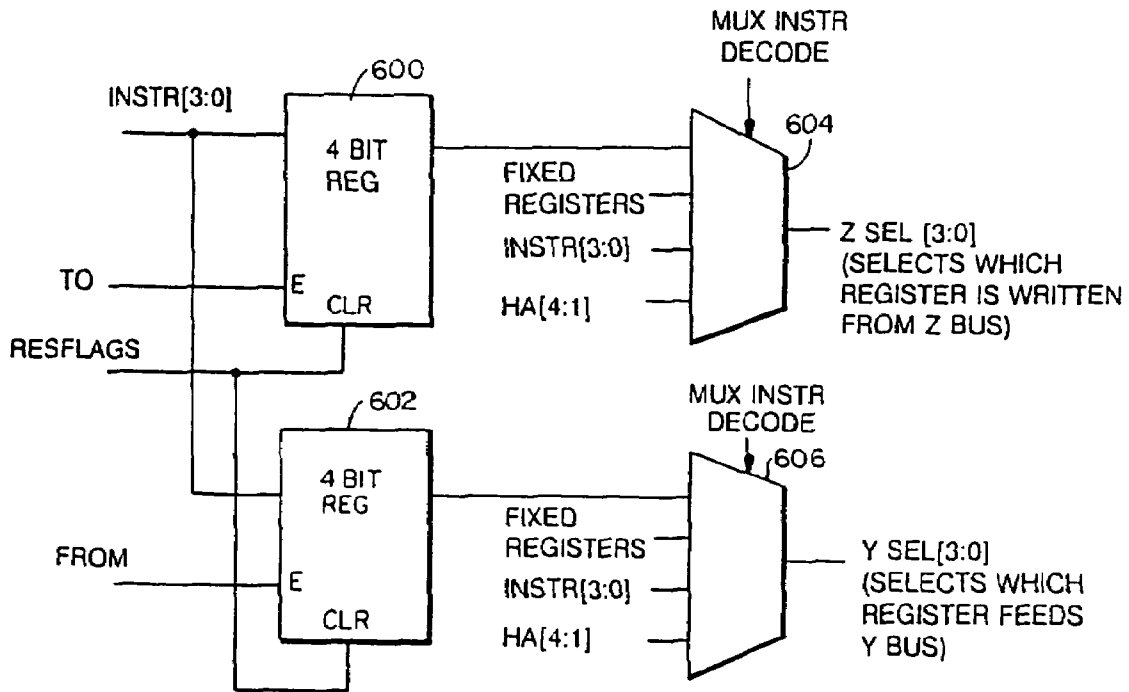 MUX INSTR
DECODE
600
INSTR[3:0]
604
4 BIT
REG
FIXED
REGISTERS
Z SEL [3:0]
(SELECTS WHICH
REGISTER IS WRITTEN
FROM Z BUS)
INSTR[3:0]
TO
E
CLR
HA[4:1]
RESFLAGS
602
MUX INSTR
DECODE
606
4 BIT
REG
FIXED
REGISTERS
Y SEL[3:0]
(SELECTS WHICH
REGISTER FEEDS
Y BUS)
FROM
E
INSTR[3:0]
CLR
HA[4:1]